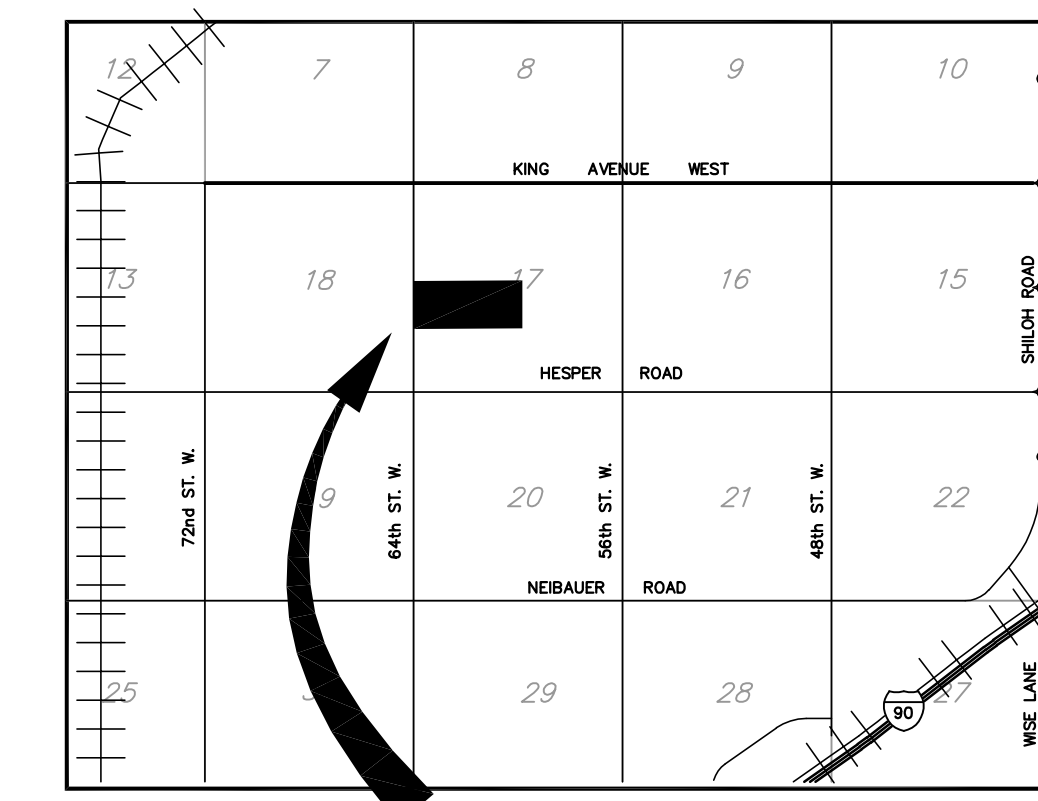 12 7 8 9 10
KING AVENUE WEST
13 18 17 16 15
SHILOH ROAD
HESPER ROAD
72nd ST. W.
64th ST. W.
56th ST. W.
48th ST. W.
9 20 21 22
NEIBAUER ROAD
25 29 28 27
90
WISE LANE